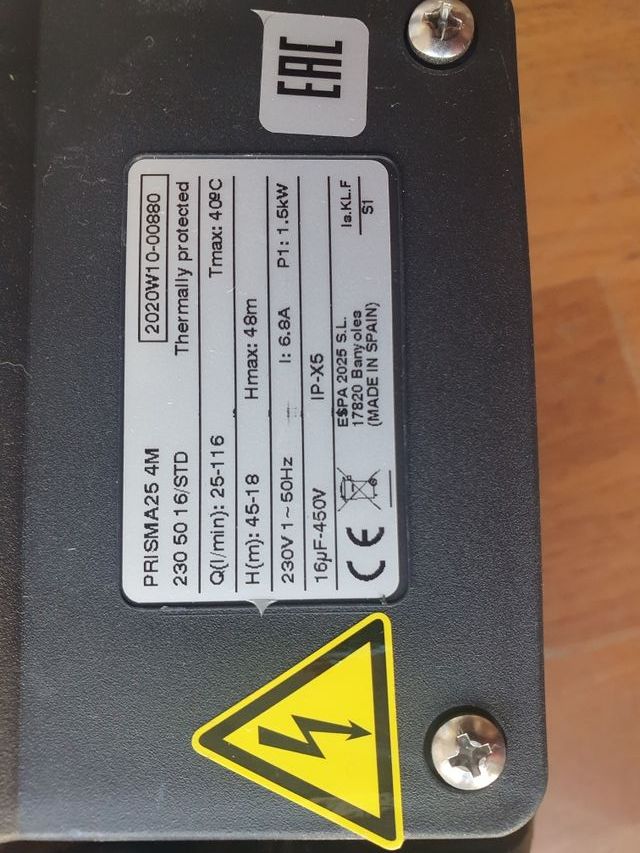 EAC
PRISMA25 4M 2020W10-00880
230 50 16/STD Thermally protected
Q(l/min): 25-116 Tmax: 40ºC
H(m): 45-18 Hmax: 48m
230V 1~50Hz I: 6.8A P1: 1.5kW
16µF-450V IP-X5
CE
ESPA 2025 S.L.
17820 Banyoles
(MADE IN SPAIN)
Is.KL.F
S1